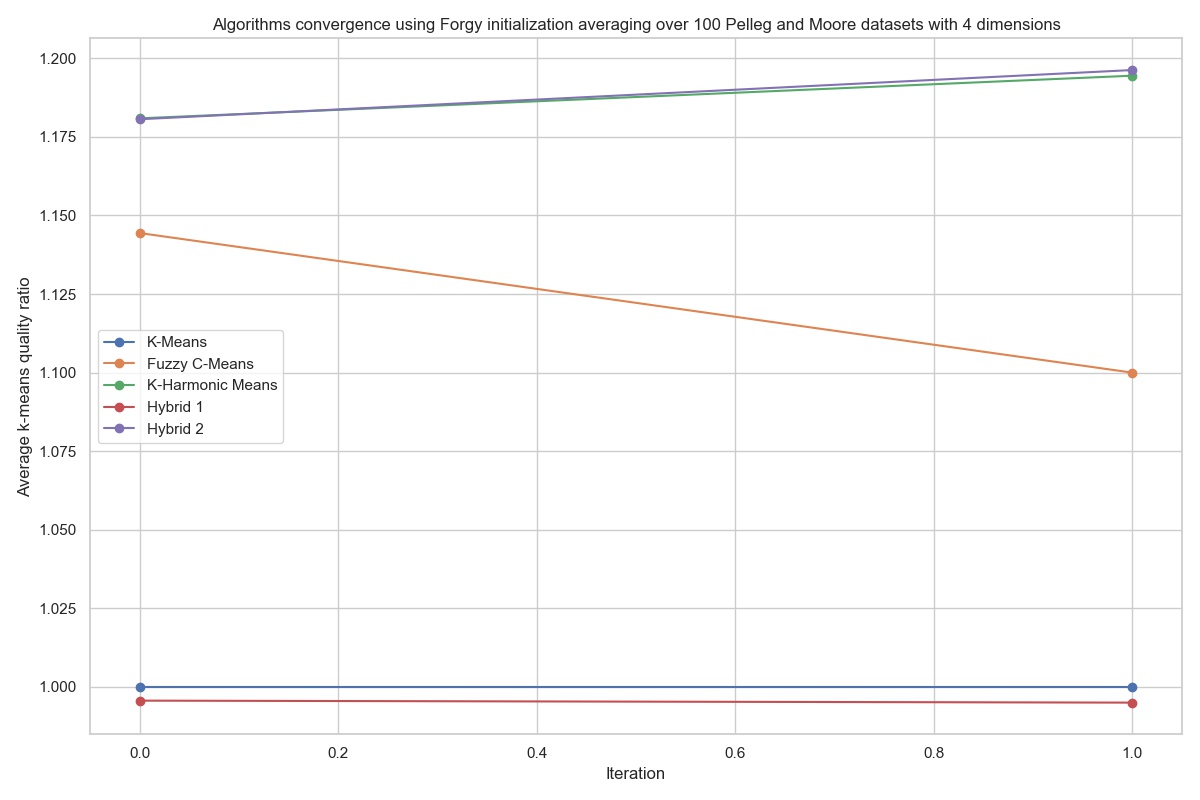 Algorithms convergence using Forgy initialization averaging over 100 Pelleg and Moore datasets with 4 dimensions
1.200
1.175
1.150
1.125
1.100
1.075
1.050
1.025
1.000
Average k-means quality ratio
K-Means
Fuzzy C-Means
K-Harmonic Means
Hybrid 1
Hybrid 2
0.0 0.2 0.4 0.6 0.8 1.0
Iteration